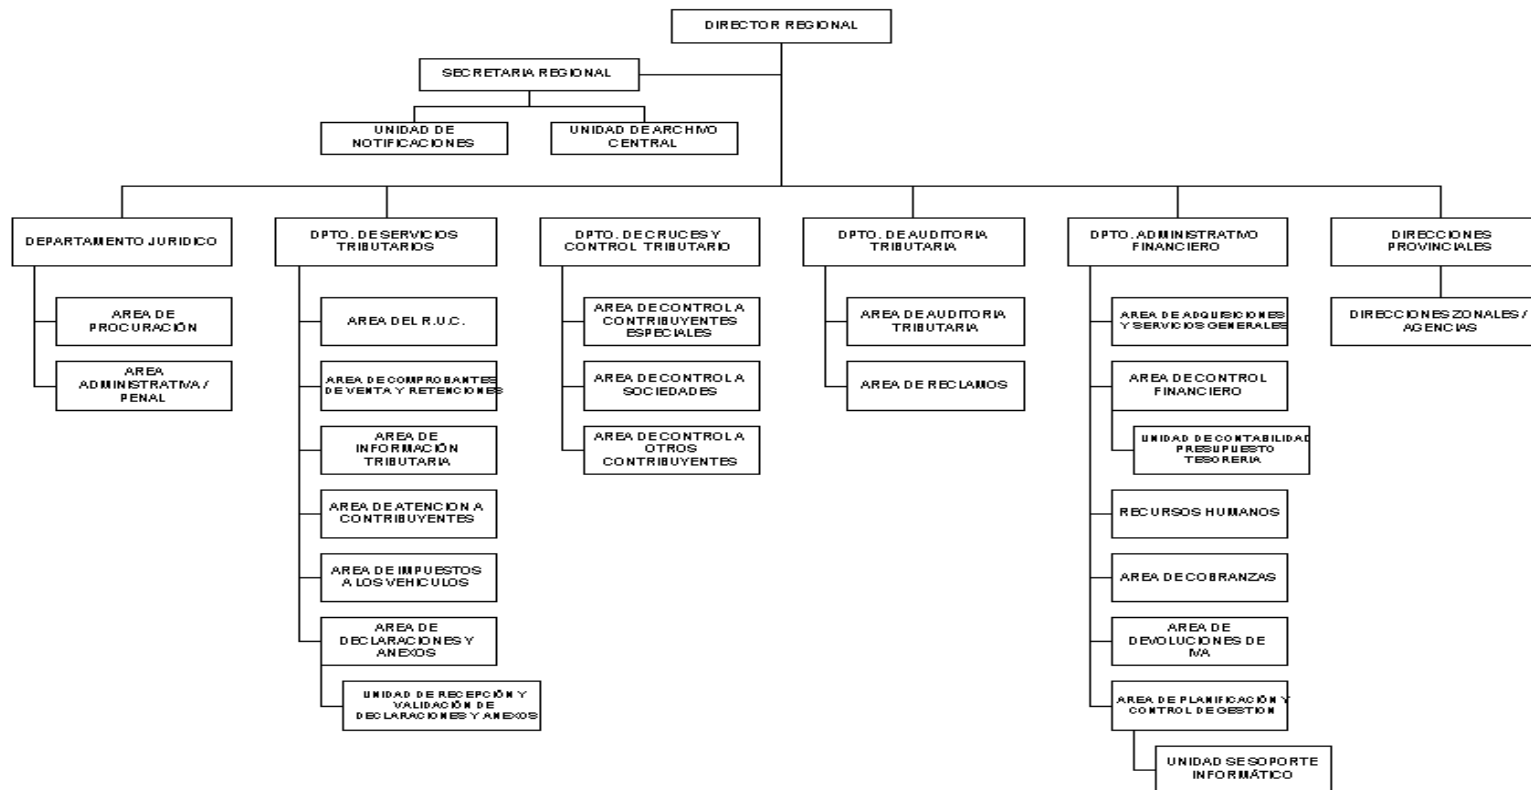 DIRECTOR REGIONAL
SECRETARIA REGIONAL
UNIDAD DE
NOTIFICACIONES
UNIDAD DE ARCHIVO
CENTRAL
DEPARTAMENTO JURIDICO
AREA DE
PROCURACIÓN
AREA
ADMINISTRATIVA /
PENAL
DPTO. DE SERVICIOS
TRIBUTARIOS
AREA DEL R.U.C.
AREA DE COMPROBANTES
DE VENTA Y RETENCIONES
AREA DE
INFORMACIÓN
TRIBUTARIA
AREA DE ATENCION A
CONTRIBUYENTES
AREA DE IMPUESTOS
A LOS VEHICULOS
AREA DE
DECLARACIONES Y
ANEXOS
UNIDAD DE RECEPCIÓN Y
VALIDACIÓN DE
DECLARACIONES Y ANEXOS
DPTO. DE CRUCES Y
CONTROL TRIBUTARIO
AREA DE CONTROL A
CONTRIBUYENTES
ESPECIALES
AREA DE CONTROL A
SOCIEDADES
AREA DE CONTROL A
OTROS
CONTRIBUYENTES
DPTO. DE AUDITORIA
TRIBUTARIA
AREA DE AUDITORIA
TRIBUTARIA
AREA DE RECLAMOS
DPTO. ADMINISTRATIVO
FINANCIERO
AREA DE ADQUISICIONES
Y SERVICIOS GENERALES
AREA DE CONTROL
FINANCIERO
UNIDAD DE CONTABILIDAD
PRESUPUESTO
TESORERIA
RECURSOS HUMANOS
AREA DE COBRANZAS
AREA DE
DEVOLUCIONES DE
IVA
AREA DE PLANIFICACIÓN Y
CONTROL DE GESTION
UNIDAD SE SOPORTE
INFORMÁTICO
DIRECCIONES
PROVINCIALES
DIRECCIONES ZONALES /
AGENCIAS